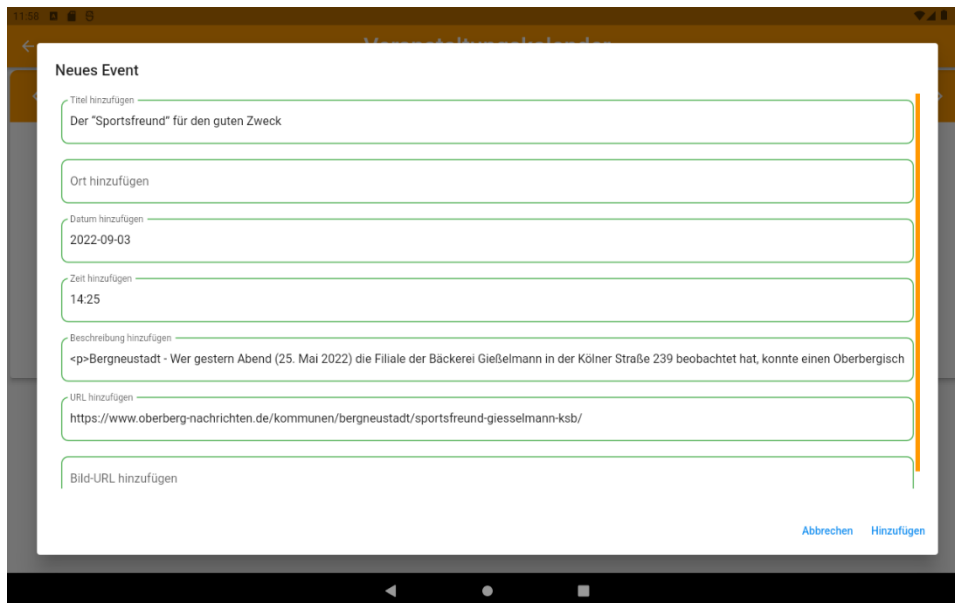 11:58
Veranstaltungskalender
Neues Event
Titel hinzufügen
Der "Sportsfreund" für den guten Zweck
Ort hinzufügen
Datum hinzufügen
2022-09-03
Zeit hinzufügen
14:25
Beschreibung hinzufügen
<p>Bergneustadt - Wer gestern Abend (25. Mai 2022) die Filiale der Bäckerei Gießelmann in der Kölner Straße 239 beobachtet hat, konnte einen Oberbergisch
URL hinzufügen
https://www.oberberg-nachrichten.de/kommunen/bergneustadt/sportsfreund-giesselmann-ksb/
Bild-URL hinzufügen
Abbrechen Hinzufügen